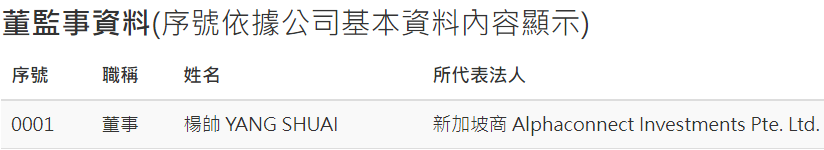 董監事資料(序號依據公司基本資料內容顯示)
序號 職稱 姓名 所代表法人
0001 董事 楊帥 YANG SHUAI 新加坡商 Alphaconnect Investments Pte. Ltd.